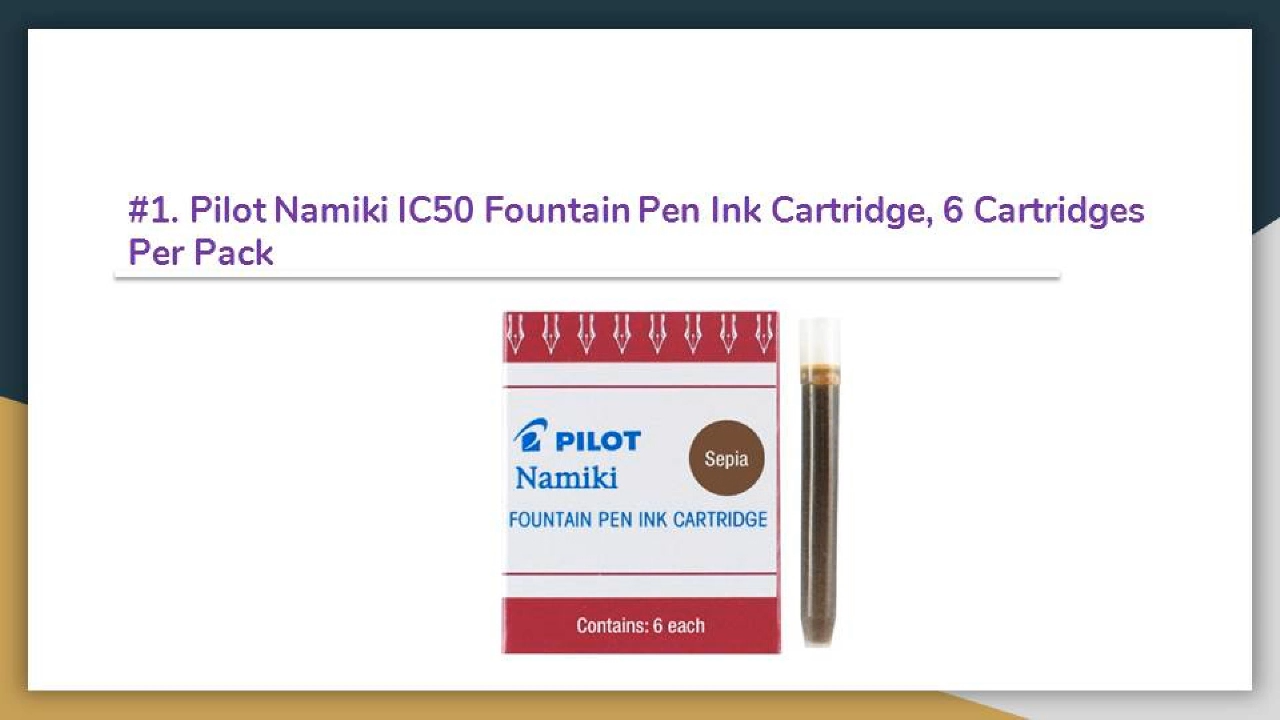 #1. Pilot Namiki IC50 Fountain Pen Ink Cartridge, 6 Cartridges
Per Pack
PILOT
Namiki
Sepia
FOUNTAIN PEN INK CARTRIDGE
Contains: 6 each